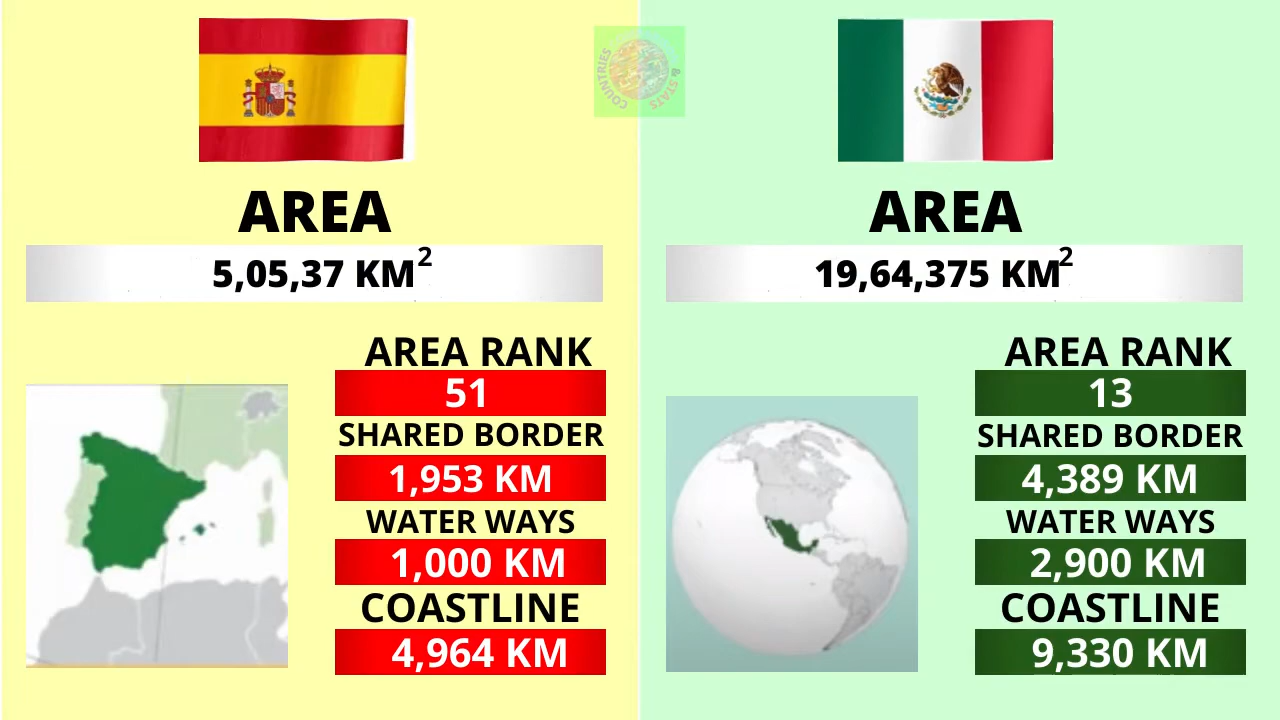 COUNTRIES & STATS
AREA
5,05,37 KM²
AREA RANK
51
SHARED BORDER
1,953 KM
WATER WAYS
1,000 KM
COASTLINE
4,964 KM
AREA
19,64,375 KM²
AREA RANK
13
SHARED BORDER
4,389 KM
WATER WAYS
2,900 KM
COASTLINE
9,330 KM